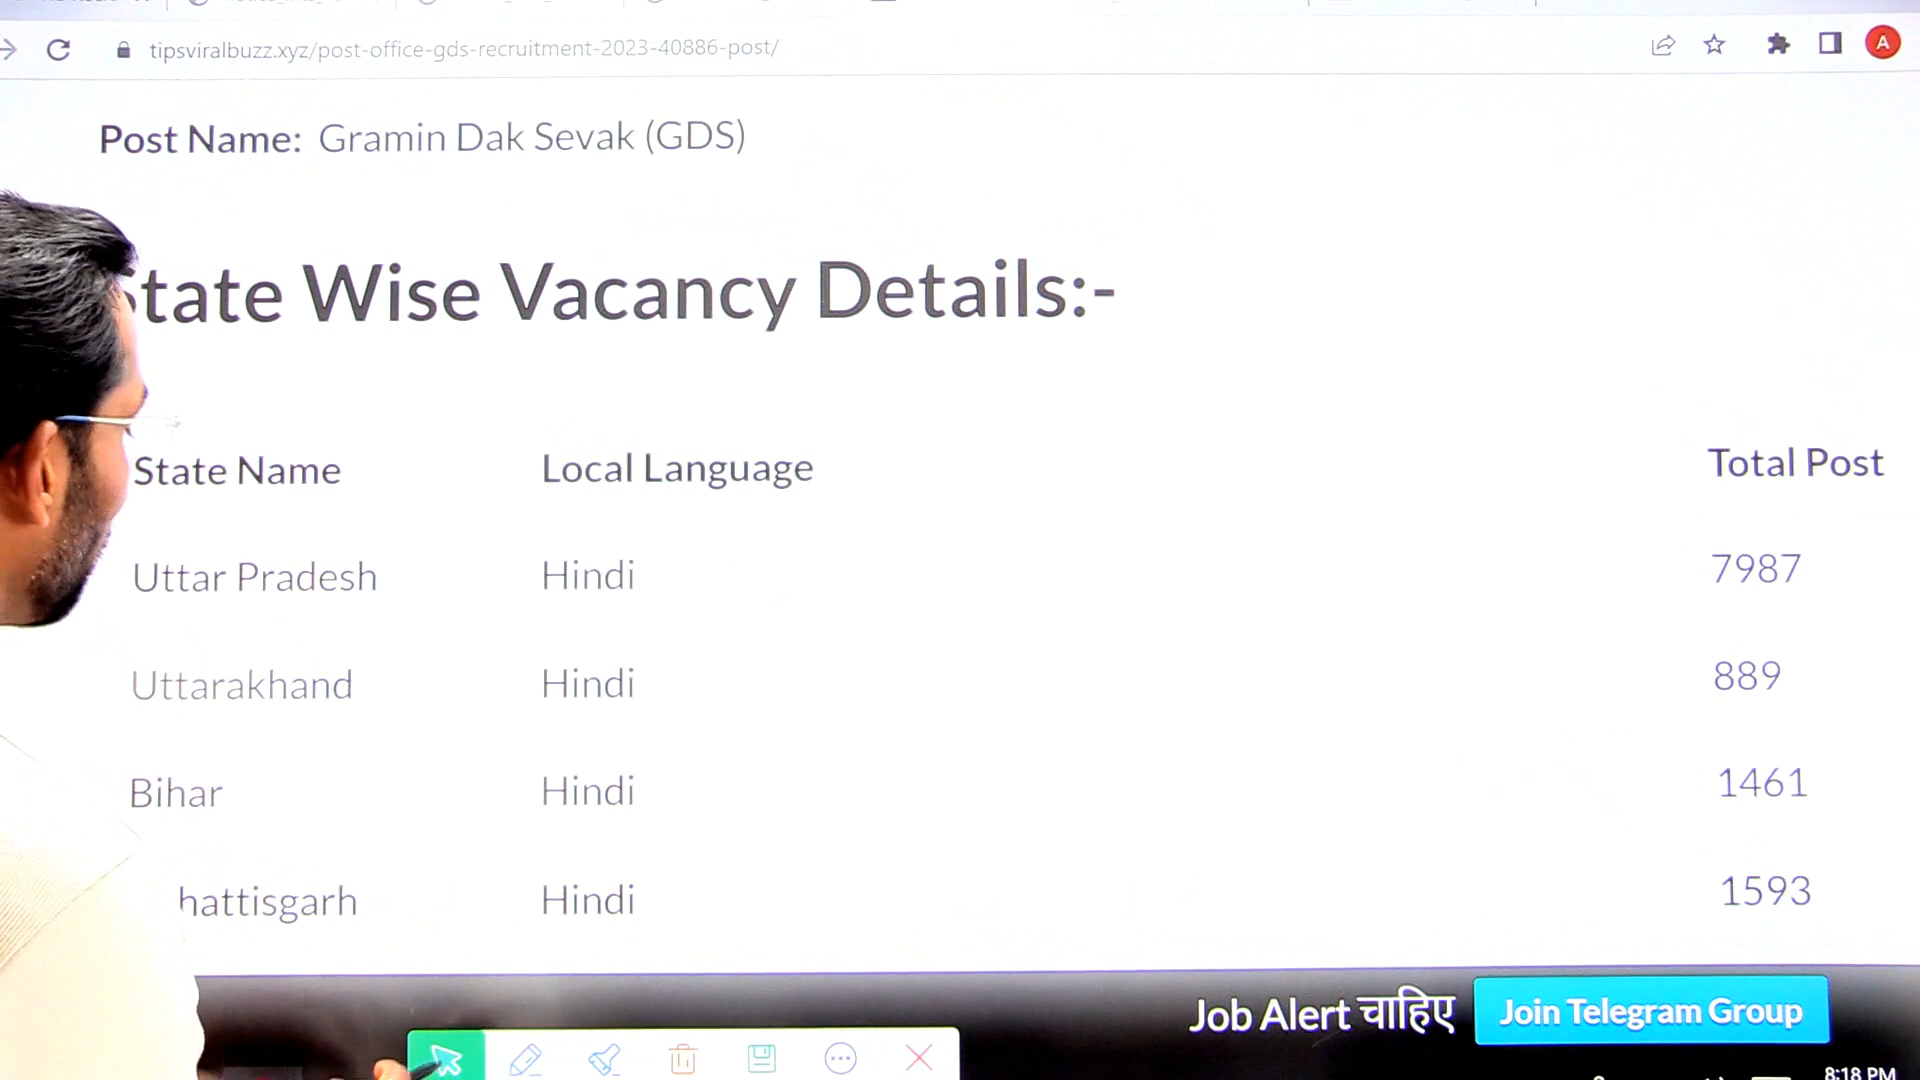 tipsviralbuzz.xyz/post-office-gds-recruitment-2023-40886-post/
A
Post Name: Gramin Dak Sevak (GDS)
State Wise Vacancy Details:-
State Name Local Language Total Post
Uttar Pradesh Hindi 7987
Uttarakhand Hindi 889
Bihar Hindi 1461
hattisgarh Hindi 1593
Job Alert चाहिए Join Telegram Group
8:18 PM